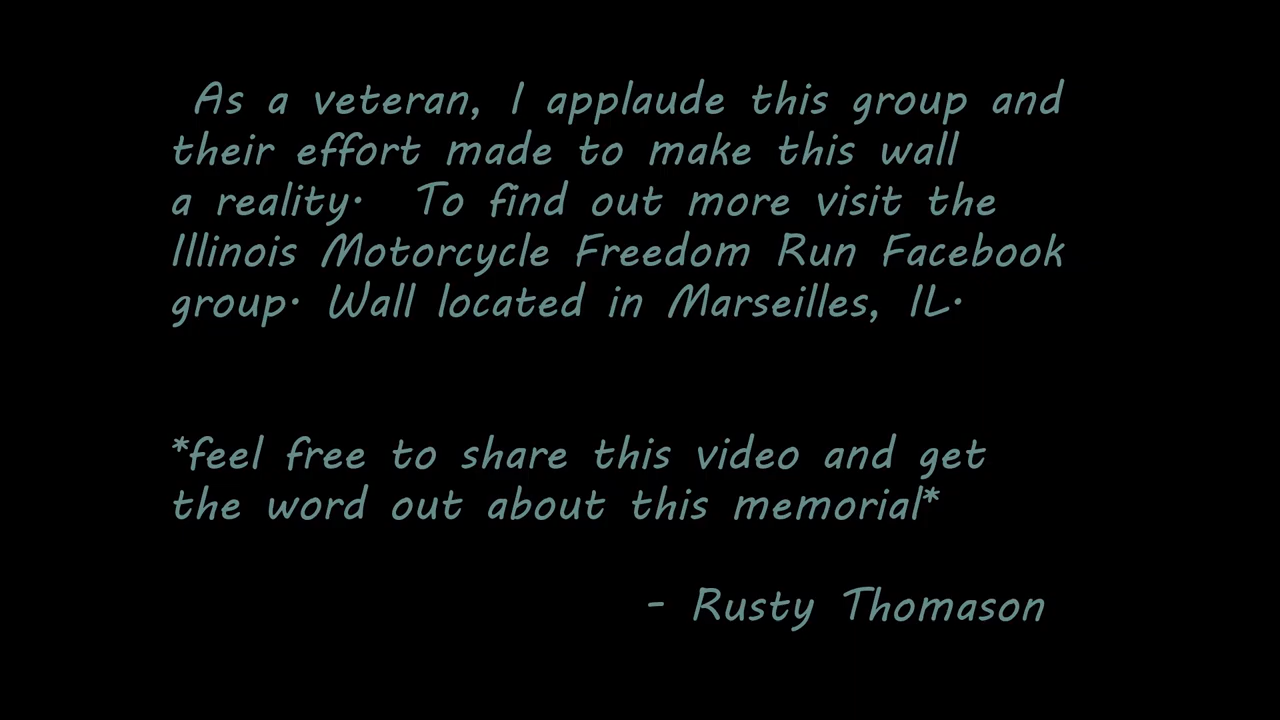 As a veteran, I applaude this group and
their effort made to make this wall
a reality.  To find out more visit the
Illinois Motorcycle Freedom Run Facebook
group. Wall located in Marseilles, IL.
*feel free to share this video and get
the word out about this memorial*
- Rusty Thomason